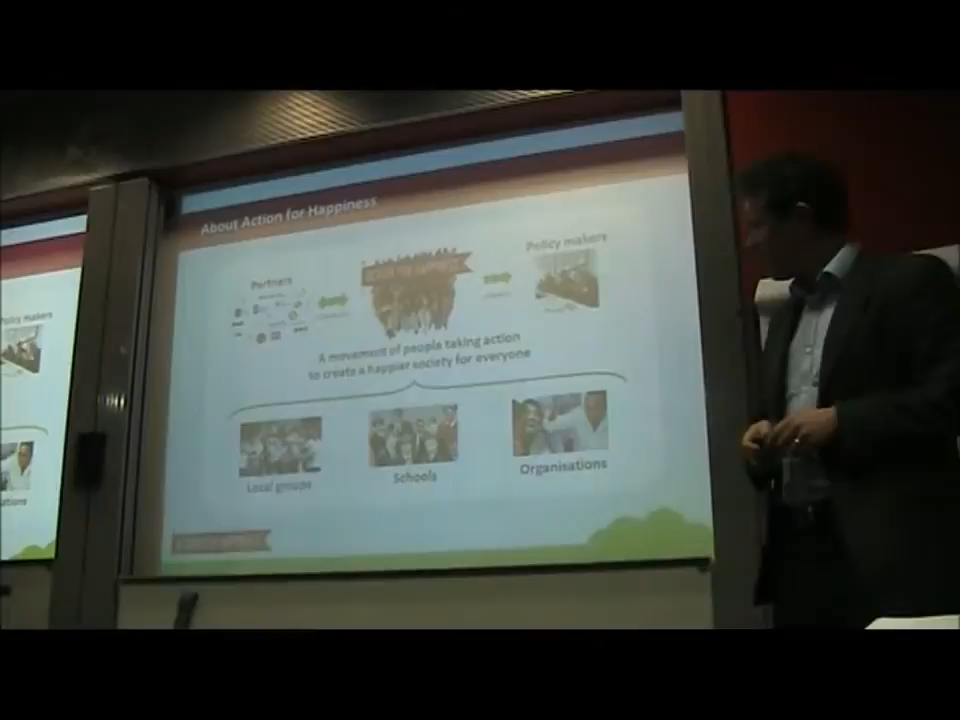 About Action for Happiness
Policy makers
Partners
Policy makers
A movement of people taking action
to create a happier society for everyone
Local groups
Schools
Organisations